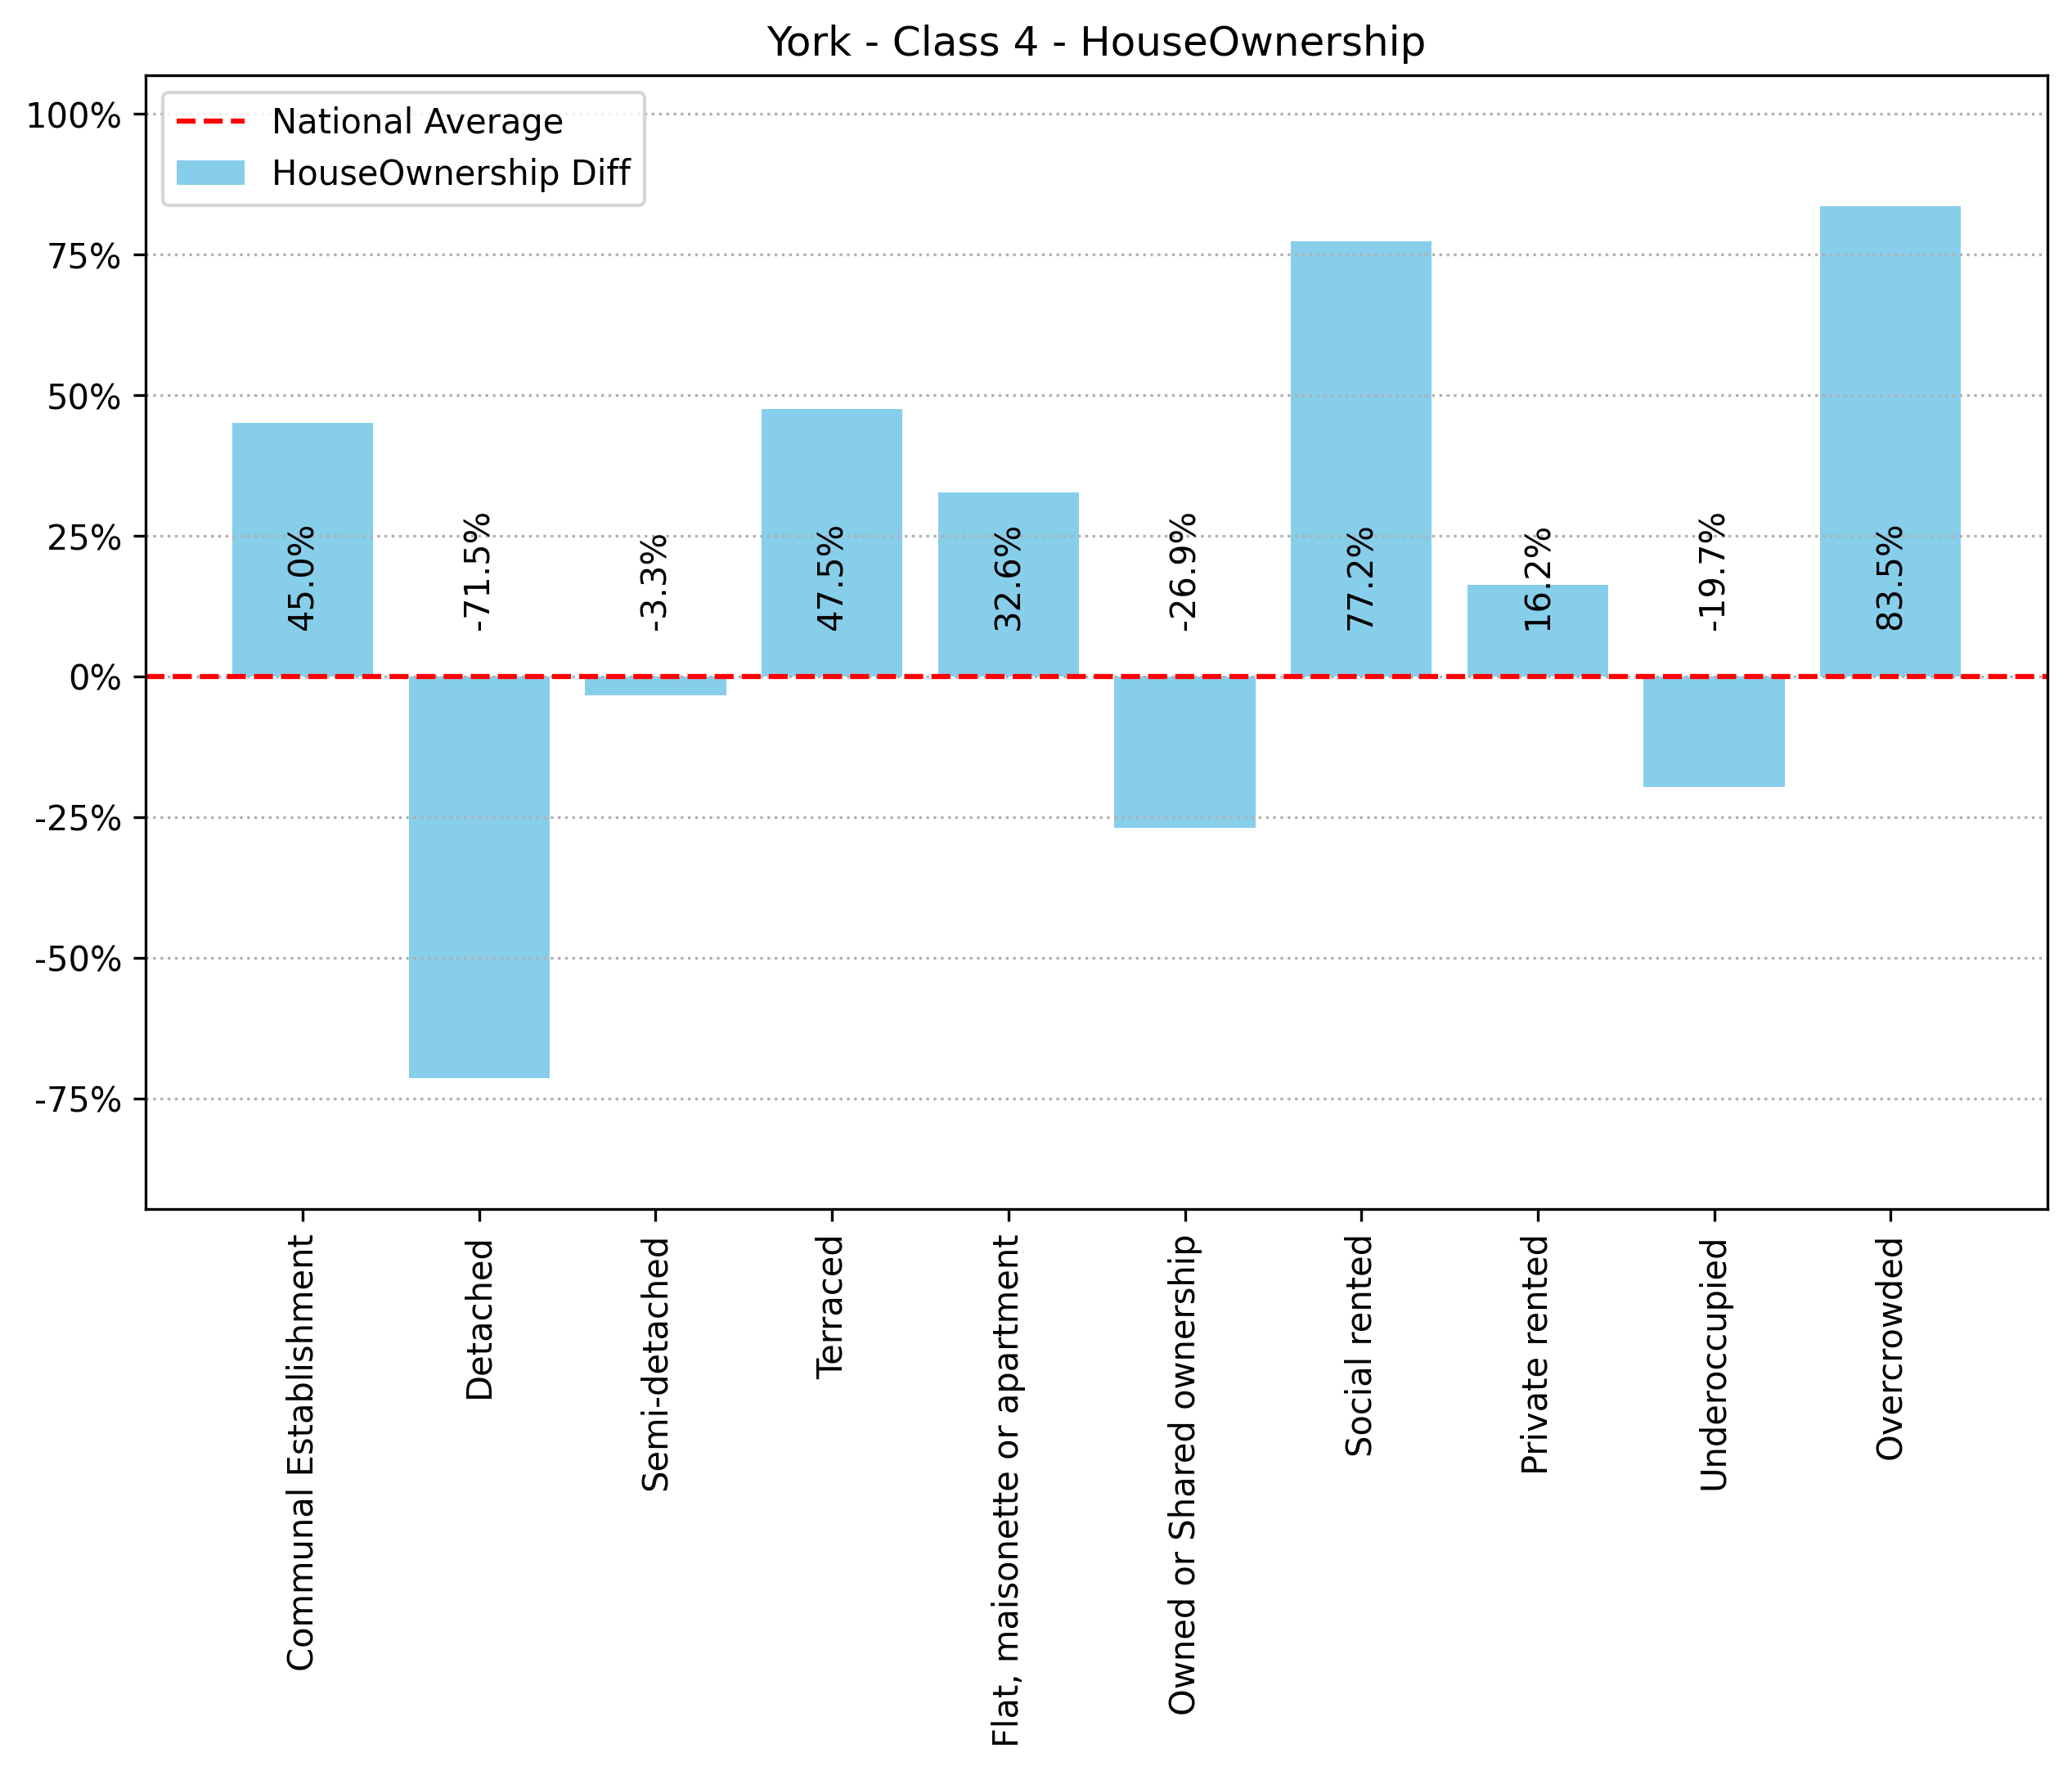 York - Class 4 - HouseOwnership
National Average
HouseOwnership Diff
100%
75%
50%
25%
0%
-25%
-50%
-75%
45.0%
-71.5%
-3.3%
47.5%
32.6%
-26.9%
77.2%
16.2%
-19.7%
83.5%
Communal Establishment
Detached
Semi-detached
Terraced
Flat, maisonette or apartment
Owned or Shared ownership
Social rented
Private rented
Underoccupied
Overcrowded